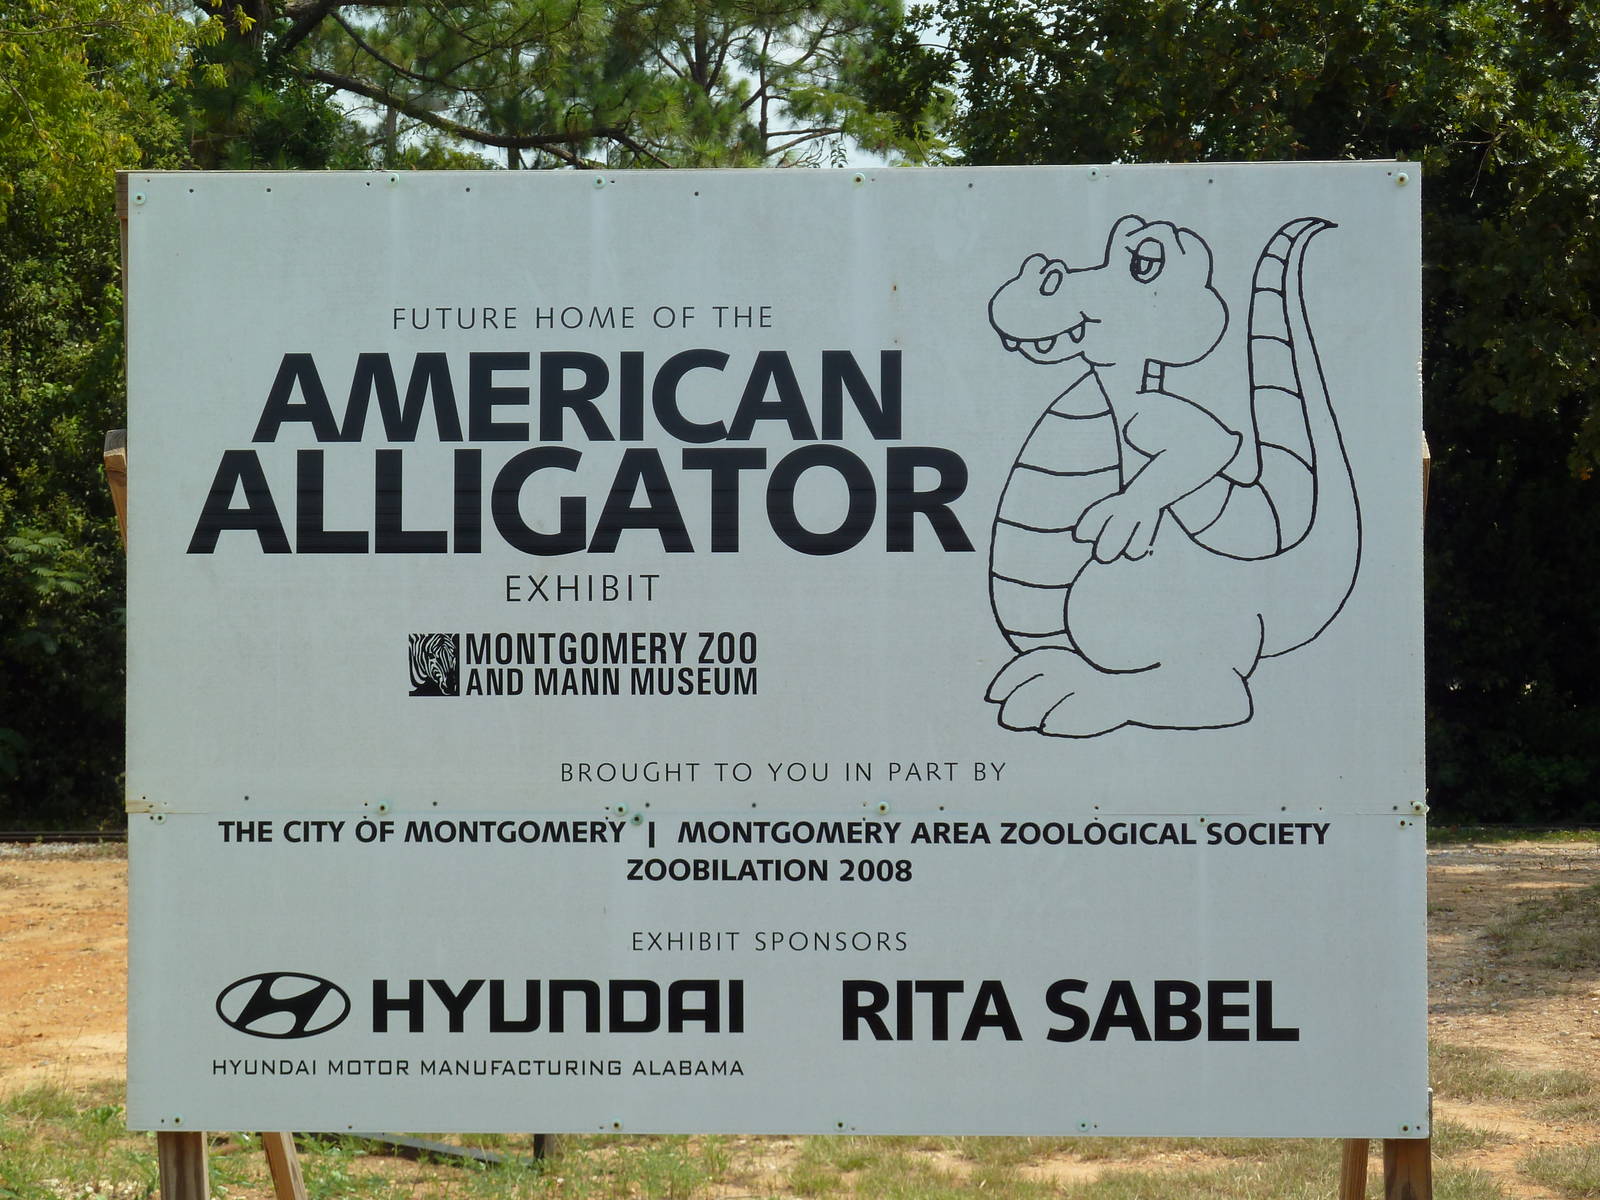 FUTURE HOME OF THE
AMERICAN
ALLIGATOR
EXHIBIT
MONTGOMERY ZOO
AND MANN MUSEUM
BROUGHT TO YOU IN PART BY
THE CITY OF MONTGOMERY | MONTGOMERY AREA ZOOLOGICAL SOCIETY
ZOOBILATION 2008
EXHIBIT SPONSORS
HYUNDAI RITA SABEL
HYUNDAI MOTOR MANUFACTURING ALABAMA